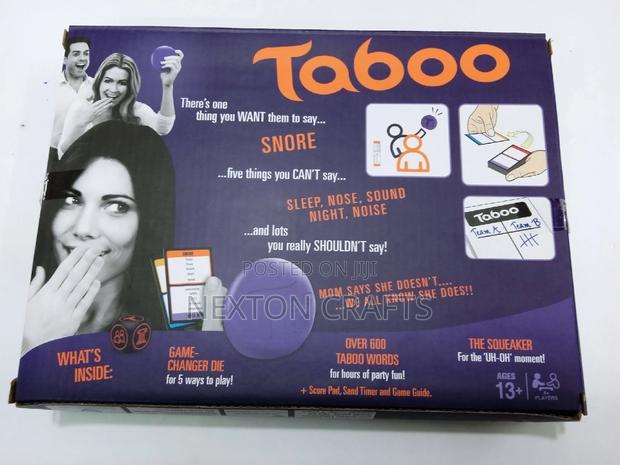 Taboo
There's one
thing you WANT them to say...
SNORE
...five things you CAN'T say...
SLEEP, NOSE, SOUND
NIGHT, NOISE
...and lots
you really SHOULDN'T say!
MOM SAYS SHE DOESN'T....
...WE ALL KNOW SHE DOES!!
POSTED ON JIJI
NEXTON CRAFTS
SNORE
Taboo
Team A Team B
WHAT'S
INSIDE:
GAME-
CHANGER DIE
for 5 ways to play!
OVER 600
TABOO WORDS
for hours of party fun!
+ Score Pad, Sand Timer and Game Guide.
THE SQUEAKER
For the 'UH-OH' moment!
AGES
13+
4+
PLAYERS